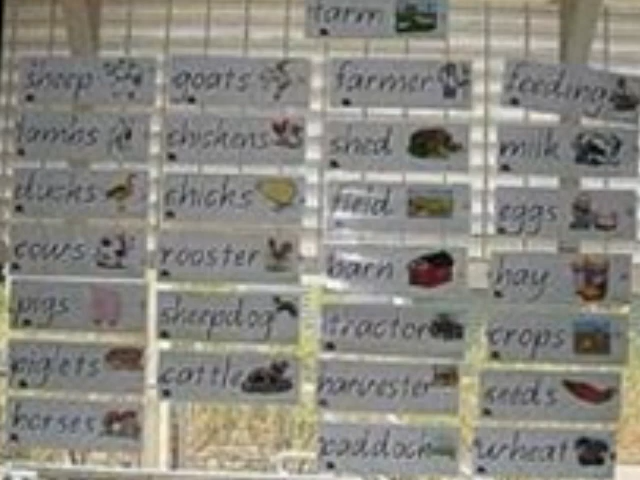 farm
sheep
goats
farmer
feeding
lambs
chickens
shed
milk
ducks
chicks
field
eggs
cows
rooster
barn
hay
pigs
sheepdog
tractor
crops
piglets
cattle
harvester
seeds
horses
paddock
wheat